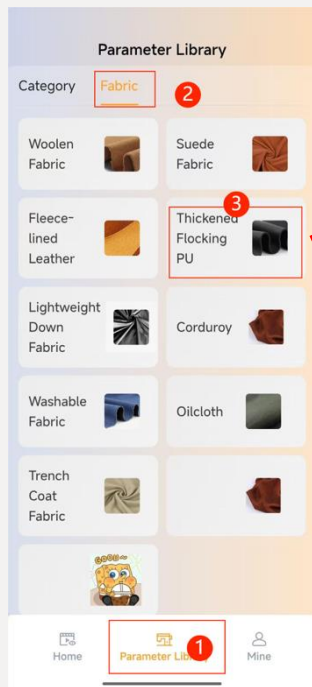 Parameter Library
Category Fabric
2
Woolen
Fabric
Suede
Fabric
3
Fleece-
lined
Leather
Thickened
Flocking
PU
Lightweight
Down
Fabric
Corduroy
Washable
Fabric
Oilcloth
Trench
Coat
Fabric
GOOD~
1
Home
Parameter
Mine